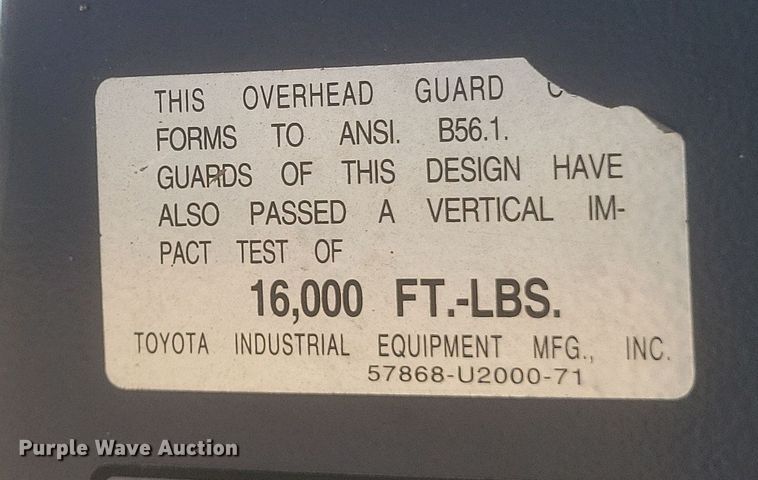 THIS OVERHEAD GUARD
FORMS TO ANSI. B56.1.
GUARDS OF THIS DESIGN HAVE
ALSO PASSED A VERTICAL IM-
PACT TEST OF
16,000 FT.-LBS.
TOYOTA INDUSTRIAL EQUIPMENT MFG., INC.
57868-U2000-71
Purple Wave Auction